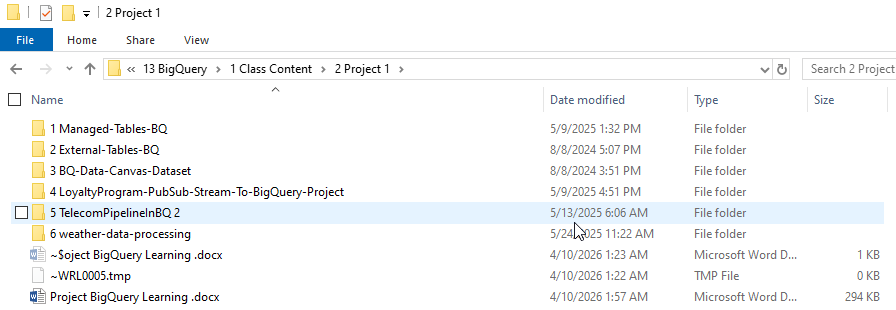 2 Project 1
File Home Share View
« 13 BigQuery > 1 Class Content > 2 Project 1 > Search 2 Project
Name Date modified Type Size
1 Managed-Tables-BQ 5/9/2025 1:32 PM File folder
2 External-Tables-BQ 8/8/2024 5:07 PM File folder
3 BQ-Data-Canvas-Dataset 8/8/2024 3:51 PM File folder
4 LoyaltyProgram-PubSub-Stream-To-BigQuery-Project 5/9/2025 4:51 PM File folder
5 TelecomPipelineInBQ 2 5/13/2025 6:06 AM File folder
6 weather-data-processing 5/24/2025 11:22 AM File folder
~$oject BigQuery Learning .docx 4/10/2026 1:23 AM Microsoft Word D... 1 KB
~WRL0005.tmp 4/10/2026 1:22 AM TMP File 0 KB
Project BigQuery Learning .docx 4/10/2026 1:57 AM Microsoft Word D... 294 KB